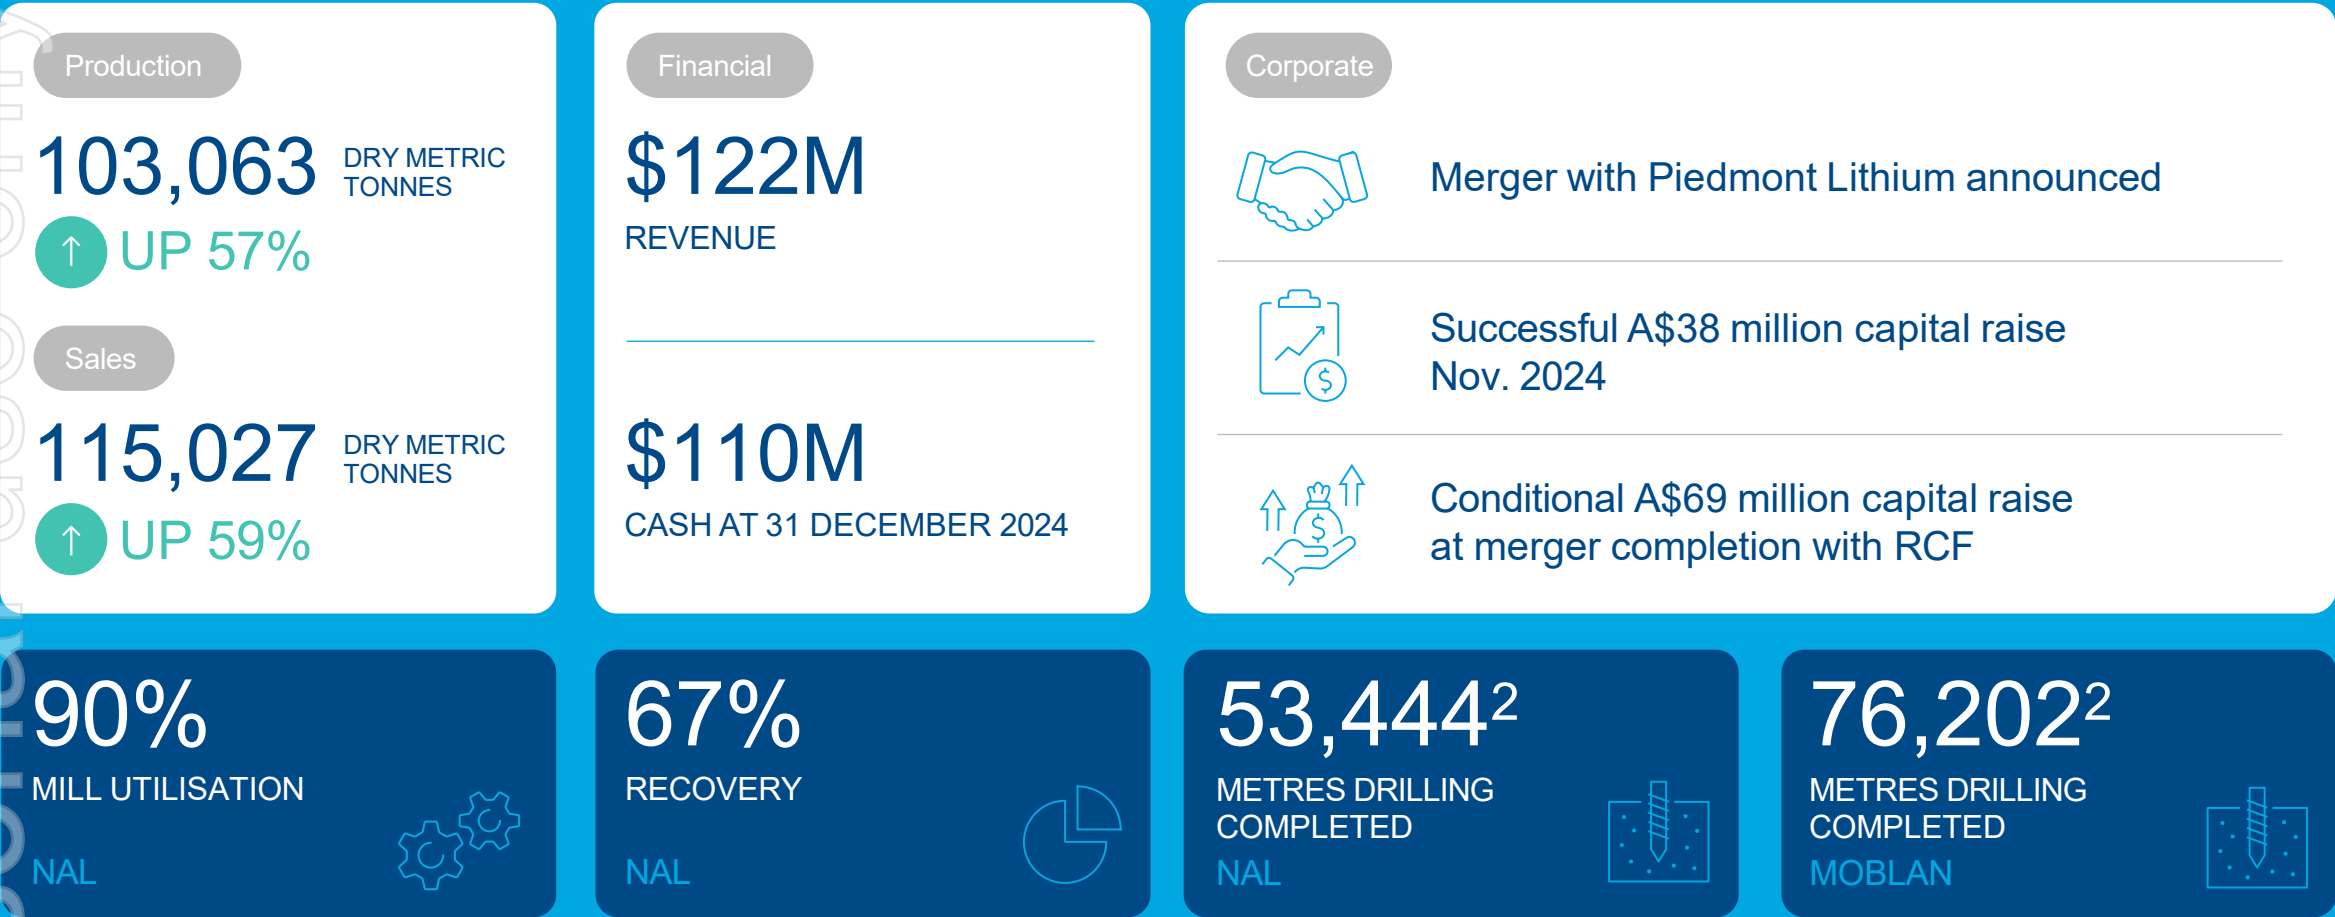 Production
103,063 DRY METRIC
TONNES
↑ UP 57%
Sales
115,027 DRY METRIC
TONNES
↑ UP 59%
Financial
$122M
REVENUE
$110M
CASH AT 31 DECEMBER 2024
Corporate
Merger with Piedmont Lithium announced
Successful A$38 million capital raise
Nov. 2024
Conditional A$69 million capital raise
at merger completion with RCF
90%
MILL UTILISATION
NAL
67%
RECOVERY
NAL
53,444²
METRES DRILLING
COMPLETED
NAL
76,202²
METRES DRILLING
COMPLETED
MOBLAN